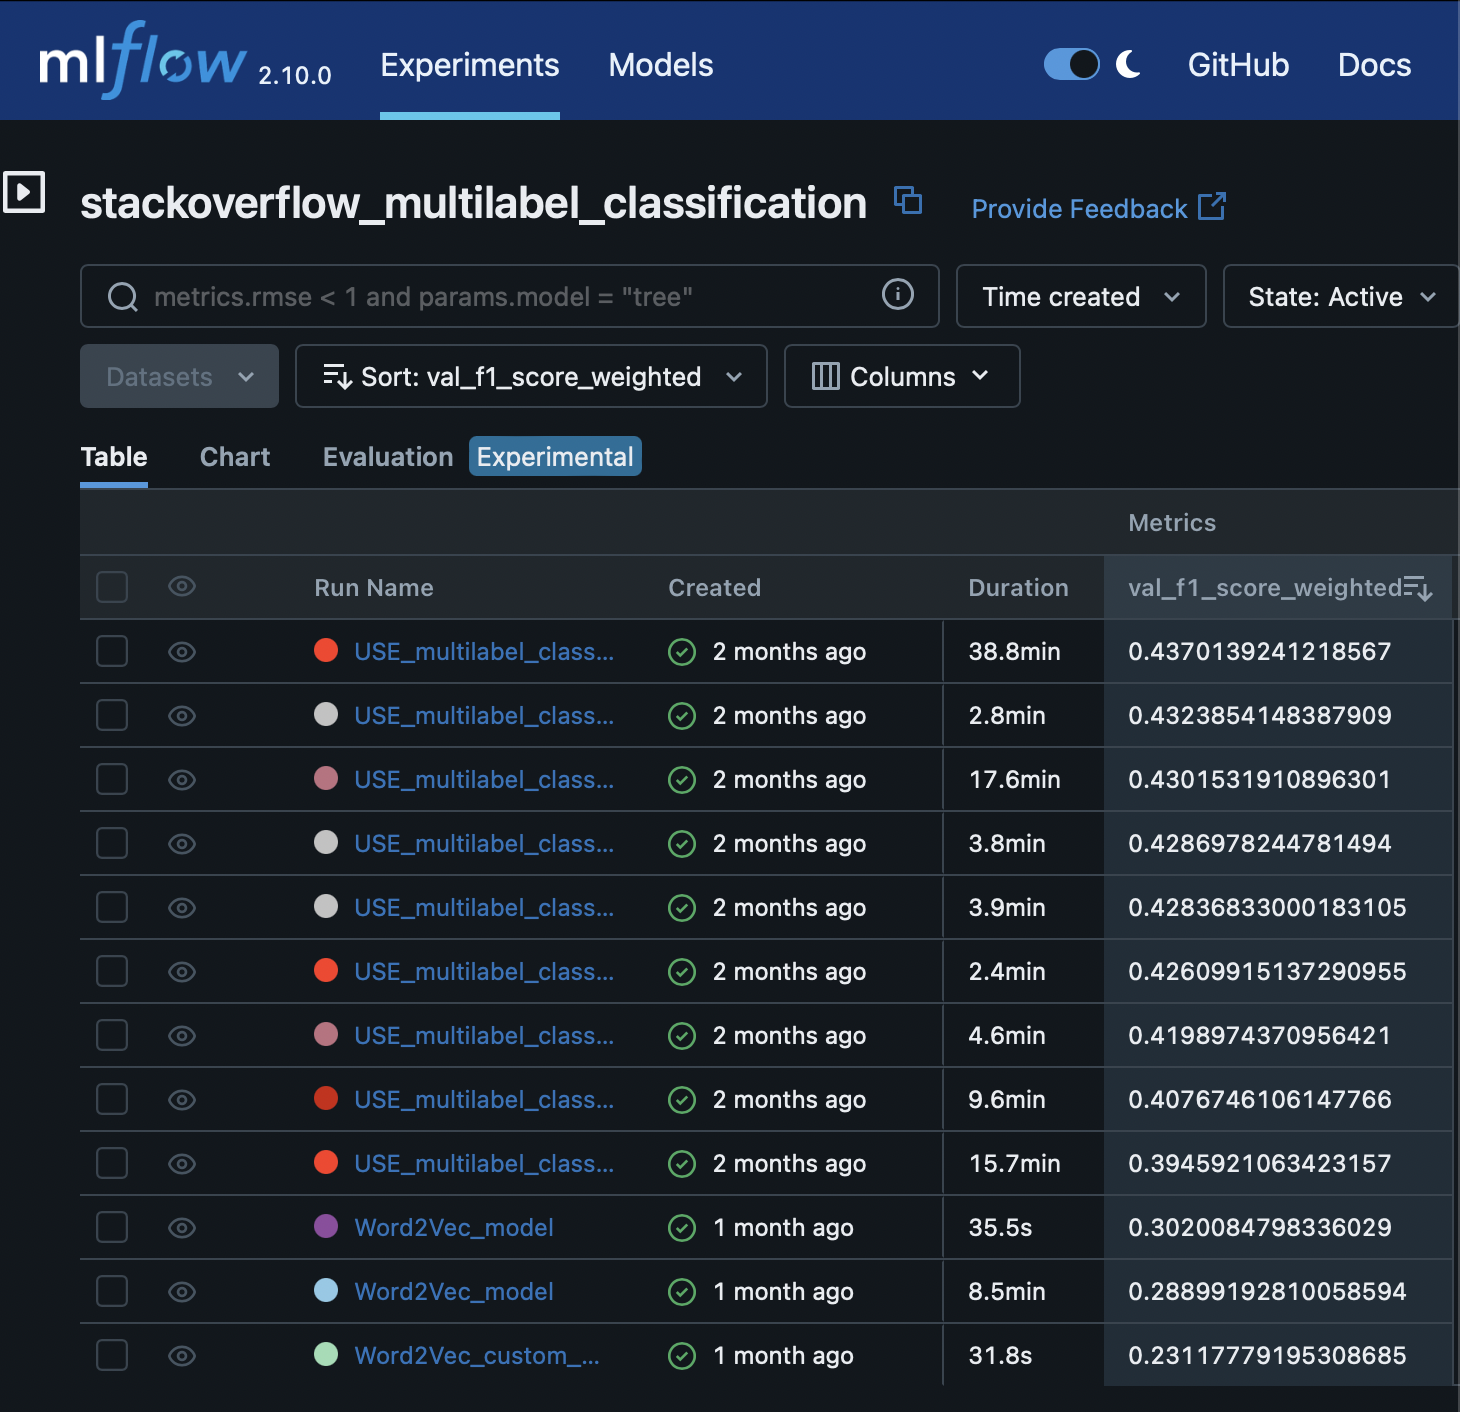 mlflow 2.10.0 Experiments Models GitHub Docs
stackoverflow_multilabel_classification Provide Feedback
metrics.rmse < 1 and params.model = "tree" Time created State: Active
Datasets Sort: val_f1_score_weighted Columns
Table Chart Evaluation Experimental
Metrics
Run Name Created Duration val_f1_score_weighted
USE_multilabel_class... 2 months ago 38.8min 0.4370139241218567
USE_multilabel_class... 2 months ago 2.8min 0.4323854148387909
USE_multilabel_class... 2 months ago 17.6min 0.4301531910896301
USE_multilabel_class... 2 months ago 3.8min 0.4286978244781494
USE_multilabel_class... 2 months ago 3.9min 0.42836833000183105
USE_multilabel_class... 2 months ago 2.4min 0.42609915137290955
USE_multilabel_class... 2 months ago 4.6min 0.4198974370956421
USE_multilabel_class... 2 months ago 9.6min 0.4076746106147766
USE_multilabel_class... 2 months ago 15.7min 0.3945921063423157
Word2Vec_model 1 month ago 35.5s 0.3020084798336029
Word2Vec_model 1 month ago 8.5min 0.28899192810058594
Word2Vec_custom_... 1 month ago 31.8s 0.23117779195308685